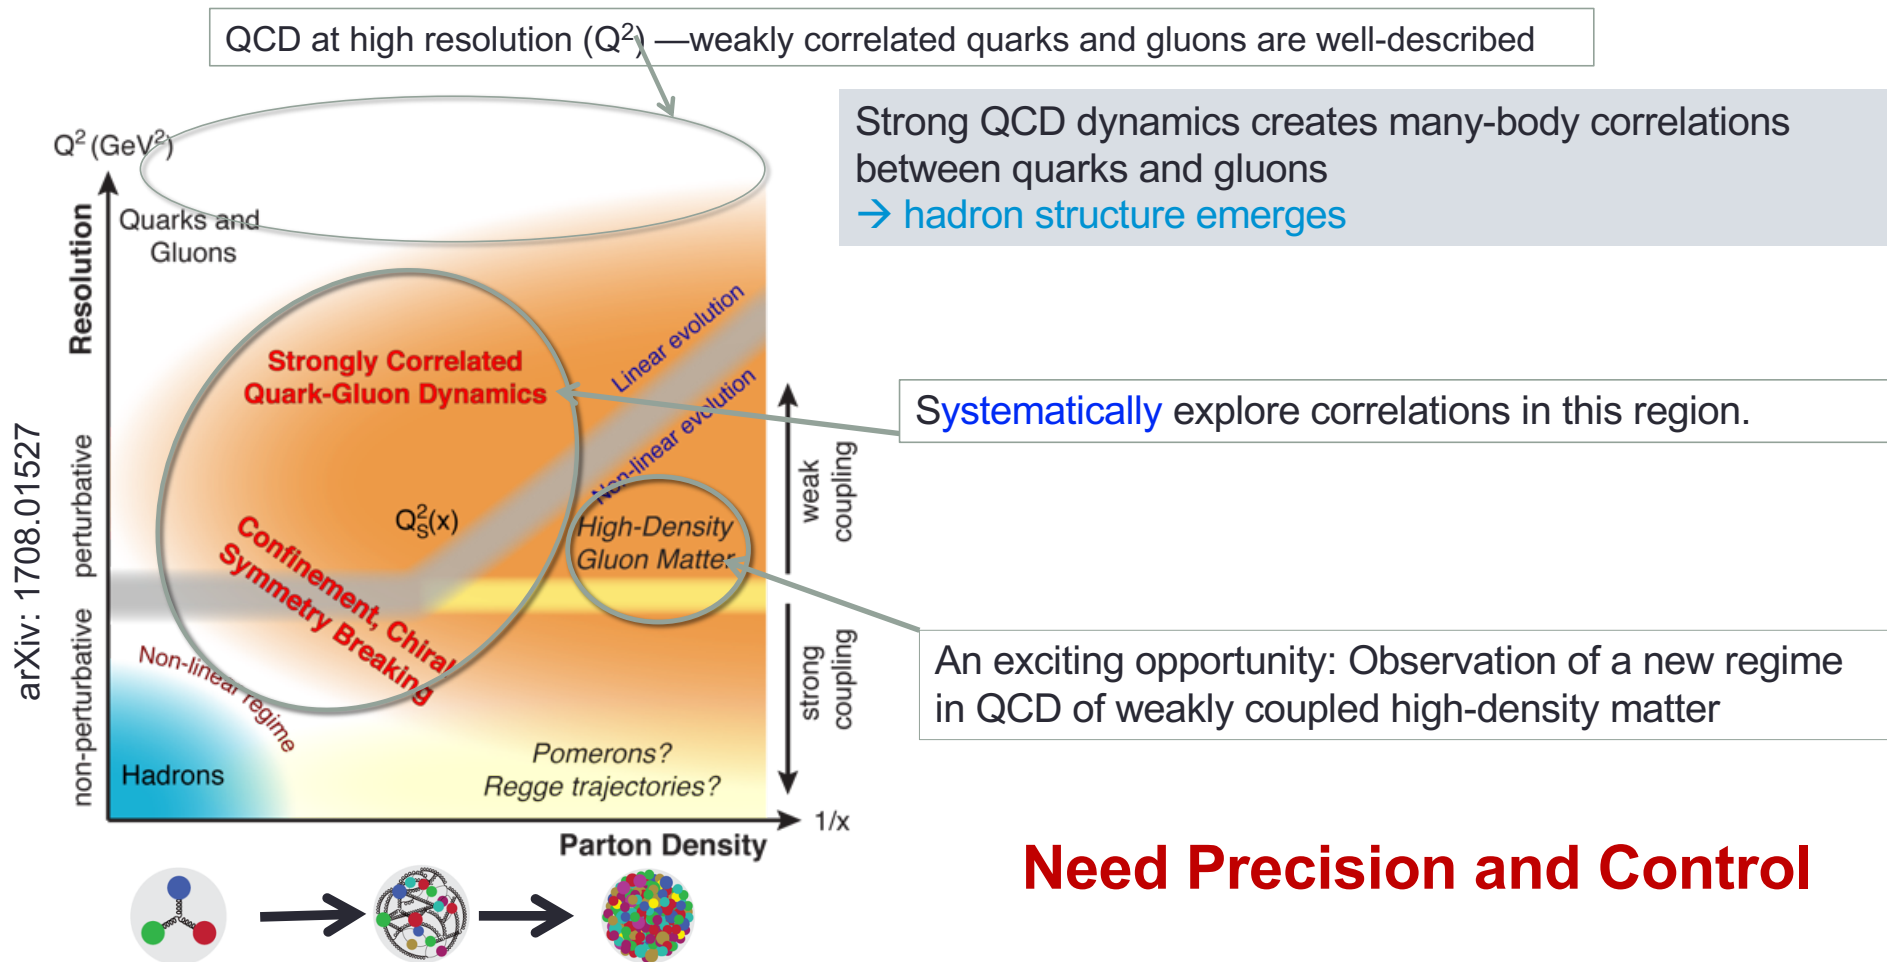 QCD at high resolution (Q²) —weakly correlated quarks and gluons are well-described
Strong QCD dynamics creates many-body correlations
between quarks and gluons
→ hadron structure emerges
Q² (GeV²)
Resolution
Quarks and
Gluons
Strongly Correlated
Quark-Gluon Dynamics
Linear evolution
Non-linear evolution
Systematically explore correlations in this region.
arXiv: 1708.01527
perturbative
non-perturbative
Q²S(x)
High-Density
Gluon Matter
weak
coupling
strong
coupling
Confinement, Chiral
Symmetry Breaking
Non-linear regime
An exciting opportunity: Observation of a new regime
in QCD of weakly coupled high-density matter
Hadrons
Pomerons?
Regge trajectories?
1/x
Parton Density
Need Precision and Control